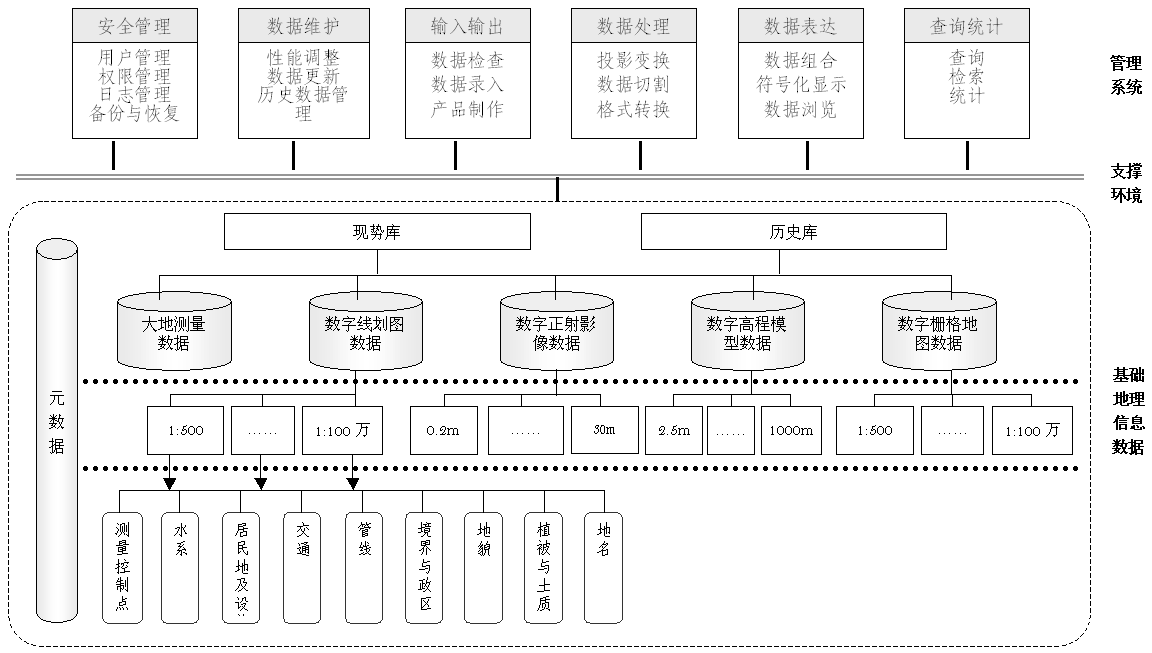 安全管理
用户管理
权限管理
日志管理
备份与恢复
数据维护
性能调整
数据更新
历史数据管
理
输入输出
数据检查
数据录入
产品制作
数据处理
投影变换
数据切割
格式转换
数据表达
数据组合
符号化显示
数据浏览
查询统计
查询
检索
统计
管理
系统
支撑
环境
现势库
历史库
元数据
大地测量
数据
数字线划图
数据
数字正射影
像数据
数字高程模
型数据
数字栅格地
图数据
基础
地理
信息
数据
1:500
……
1:100 万
0.2m
……
30m
2.5m
……
1000m
1:500
……
1:100 万
测量控制点
水系
居民地及设
交通
管线
境界与政区
地貌
植被与土质
地名